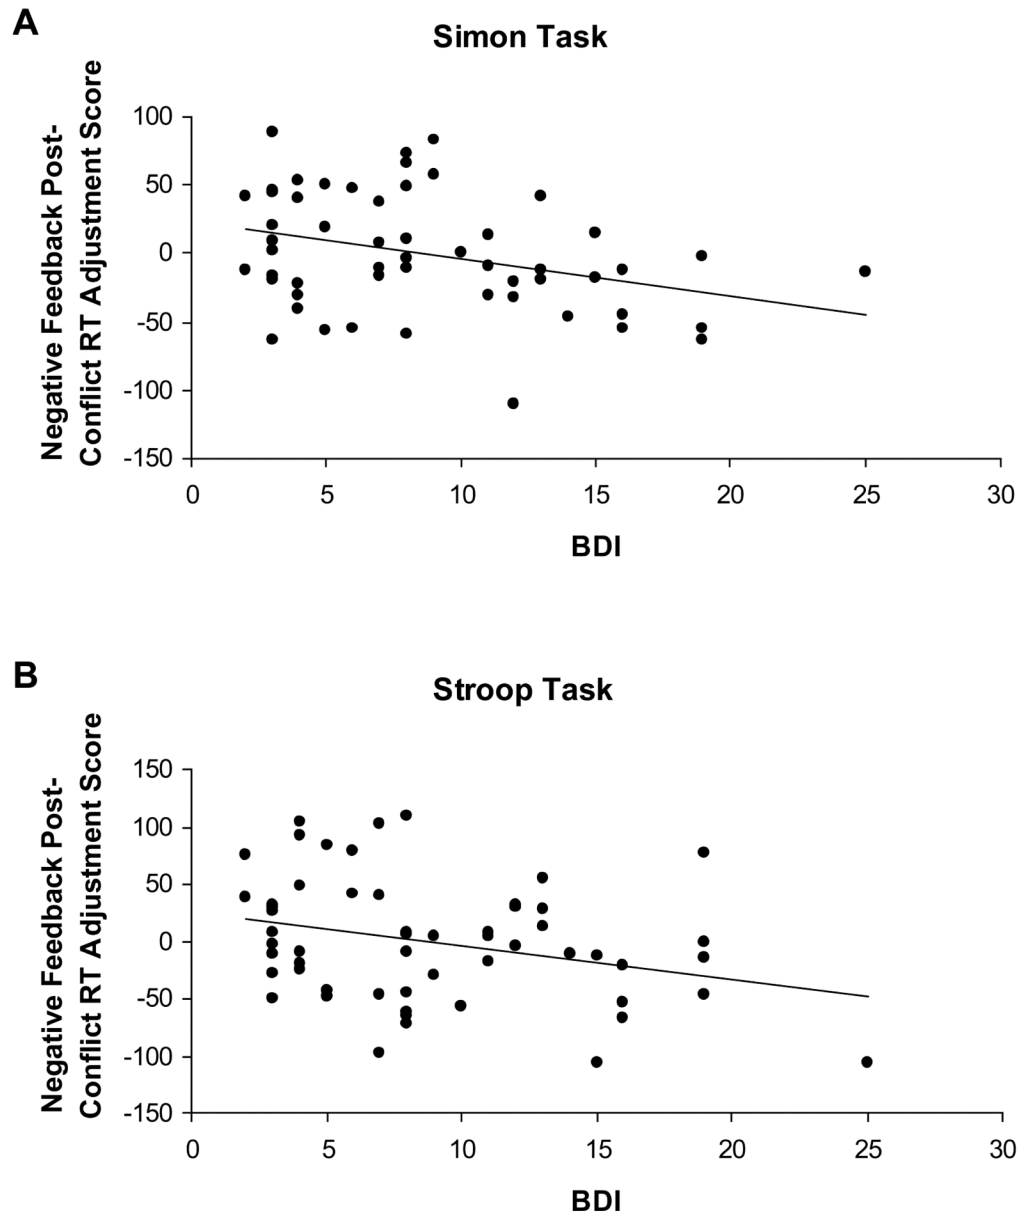 A
Simon Task
Negative Feedback Post-
Conflict RT Adjustment Score
100
50
0
-50
-100
-150
0 5 10 15 20 25 30
BDI
B
Stroop Task
Negative Feedback Post-
Conflict RT Adjustment Score
150
100
50
0
-50
-100
-150
0 5 10 15 20 25 30
BDI